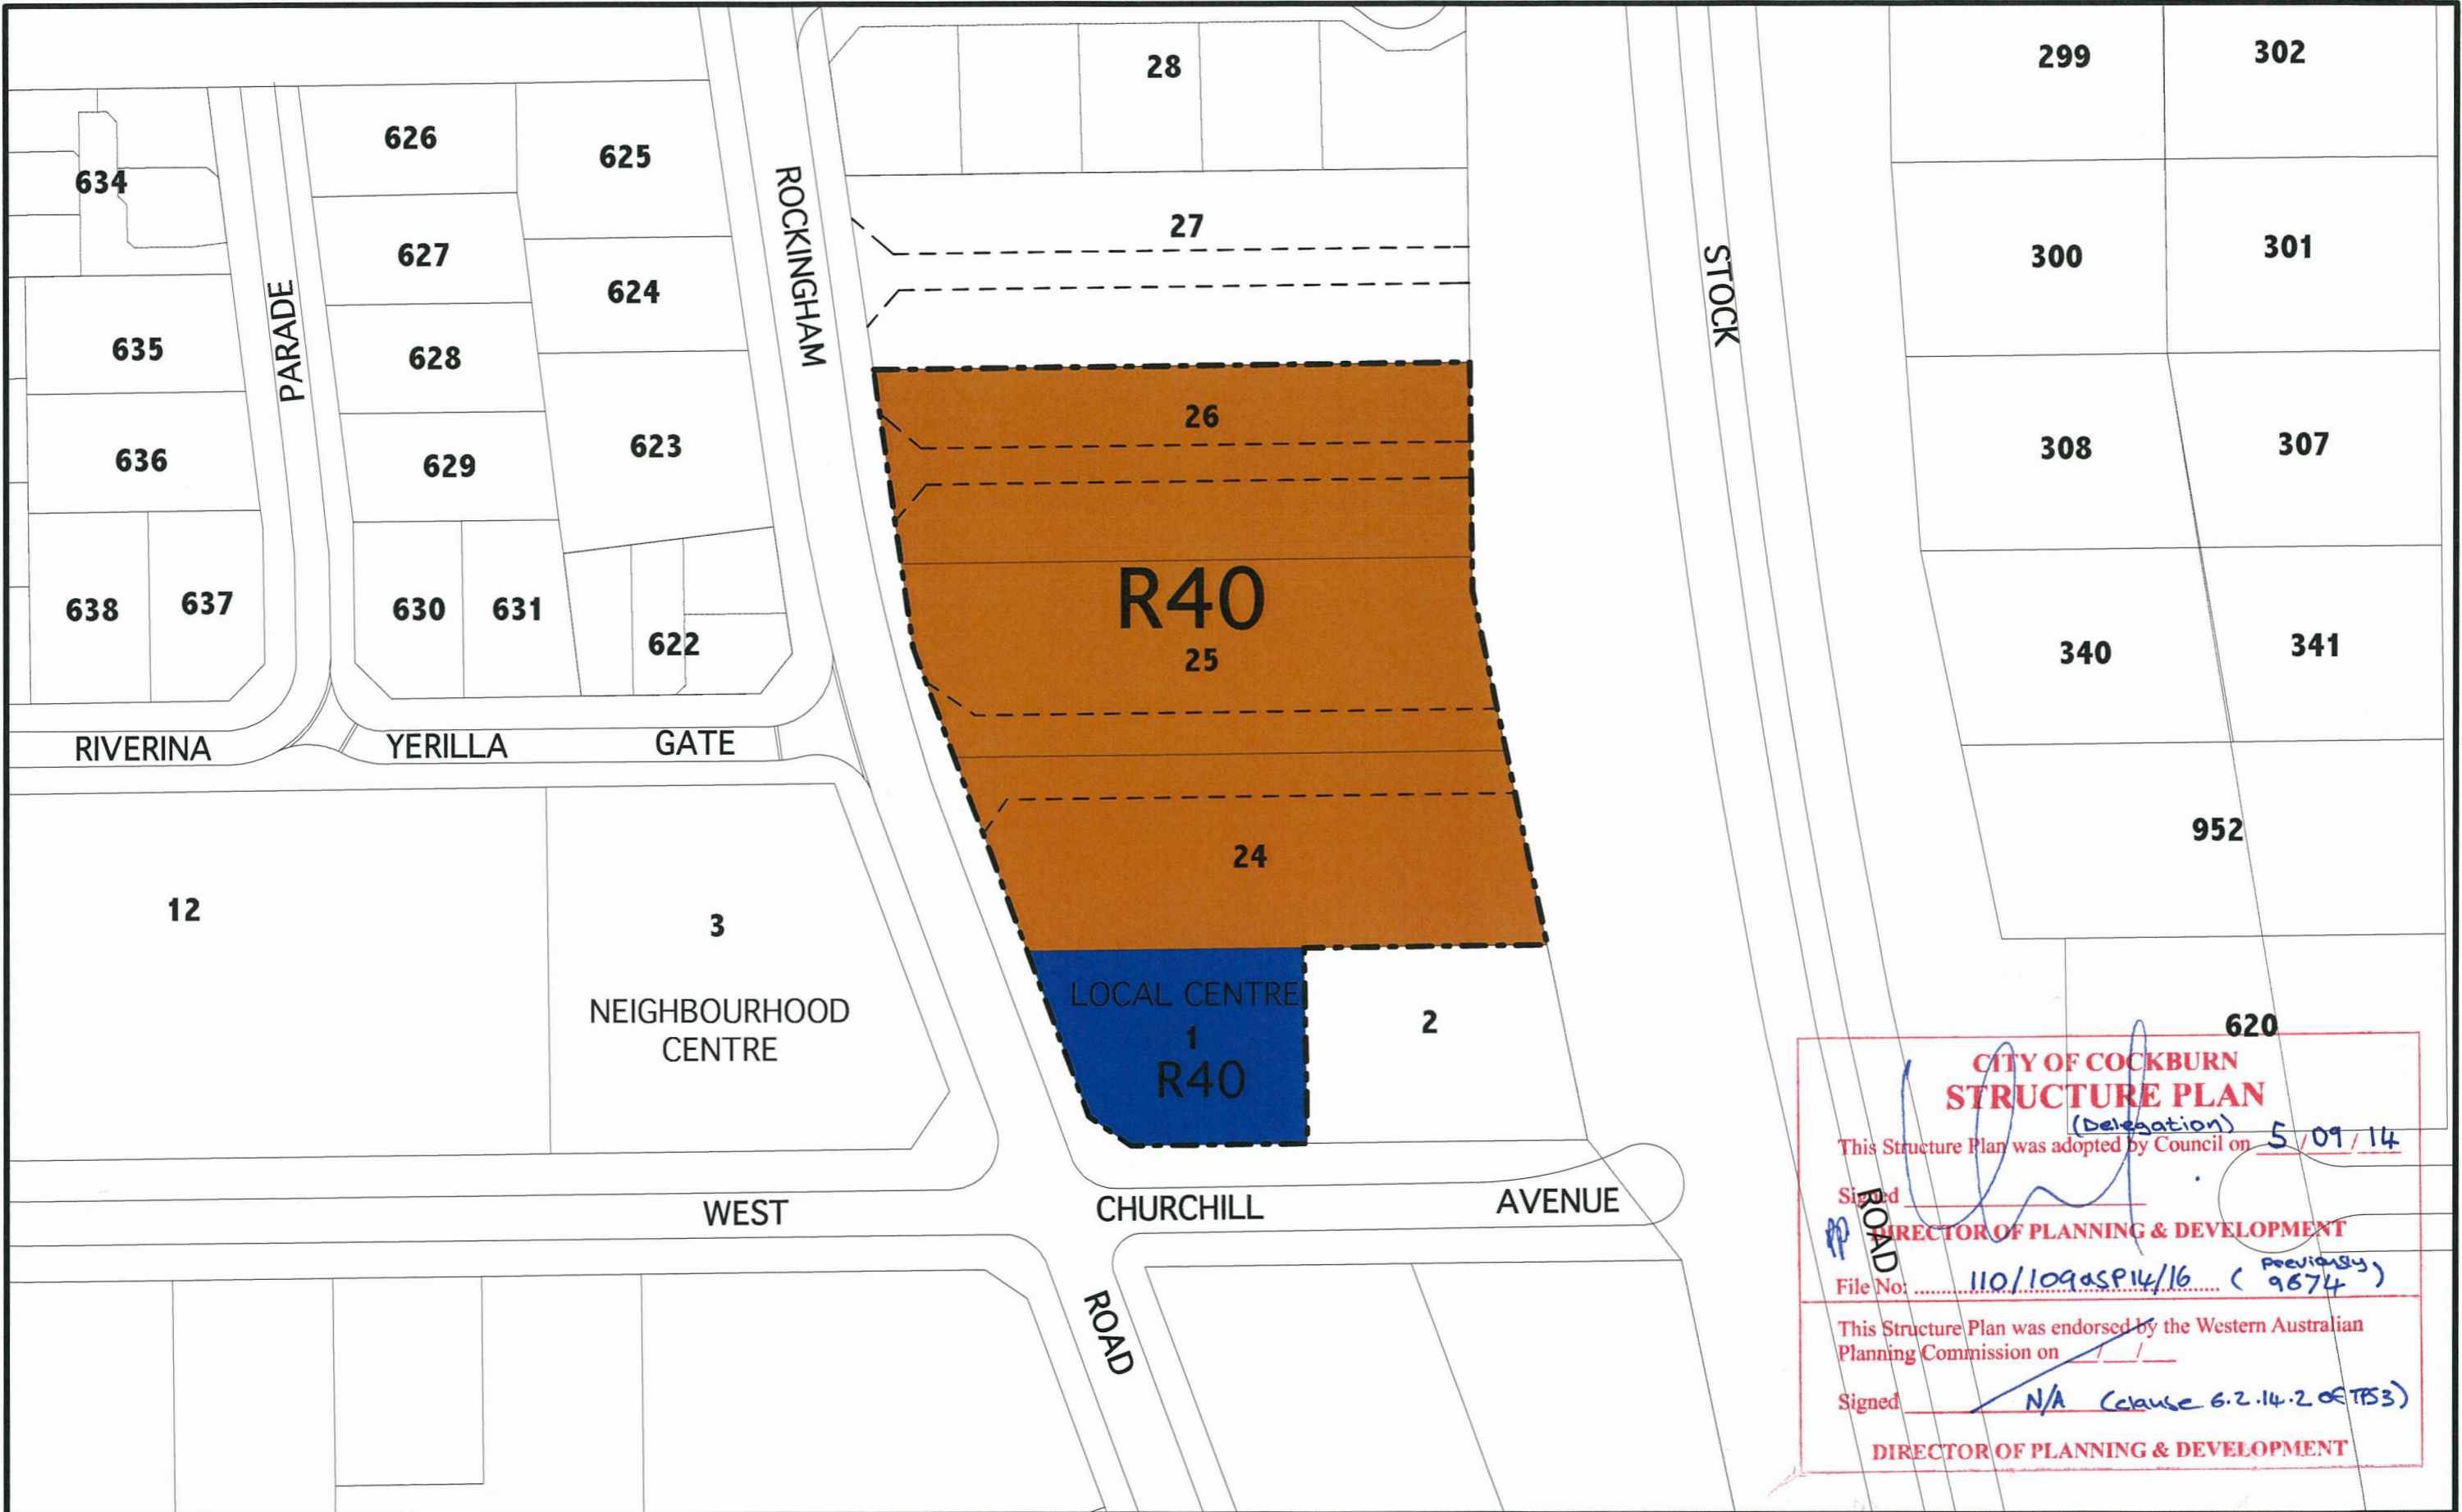 28
299
302
626
625
634
ROCKINGHAM
27
627
624
STOCK
300
301
PARADE
635
628
26
636
629
623
308
307
R40
638
637
630
631
622
25
340
341
RIVERINA
YERILLA
GATE
24
952
12
3
NEIGHBOURHOOD
CENTRE
LOCAL CENTRE
1
R40
2
620
WEST
CHURCHILL
AVENUE
ROAD
ROAD
CITY OF COCKBURN
STRUCTURE PLAN
(Delegation)
This Structure Plan was adopted by Council on 5/09/14
Signed
pp DIRECTOR OF PLANNING & DEVELOPMENT
File No: 110/109aSP14/16 (previously 9674)
This Structure Plan was endorsed by the Western Australian
Planning Commission on / /
Signed N/A (clause 6.2.14.2 of TPS3)
DIRECTOR OF PLANNING & DEVELOPMENT